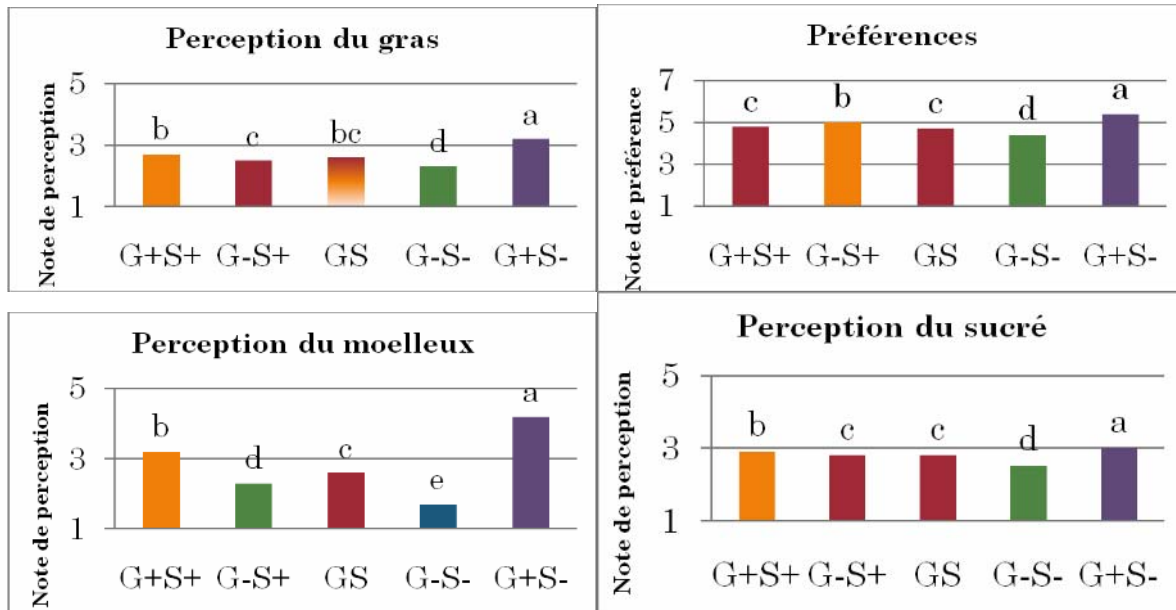 Perception du gras
Note de perception
5
3
1
b
c
bc
d
a
G+S+ G-S+ GS G-S- G+S-
Préférences
Note de préférence
7
5
3
1
c
b
c
d
a
G+S+ G-S+ GS G-S- G+S-
Perception du moelleux
Note de perception
5
3
1
b
d
c
e
a
G+S+ G-S+ GS G-S- G+S-
Perception du sucré
Note de perception
5
3
1
b
c
c
d
a
G+S+ G-S+ GS G-S- G+S-